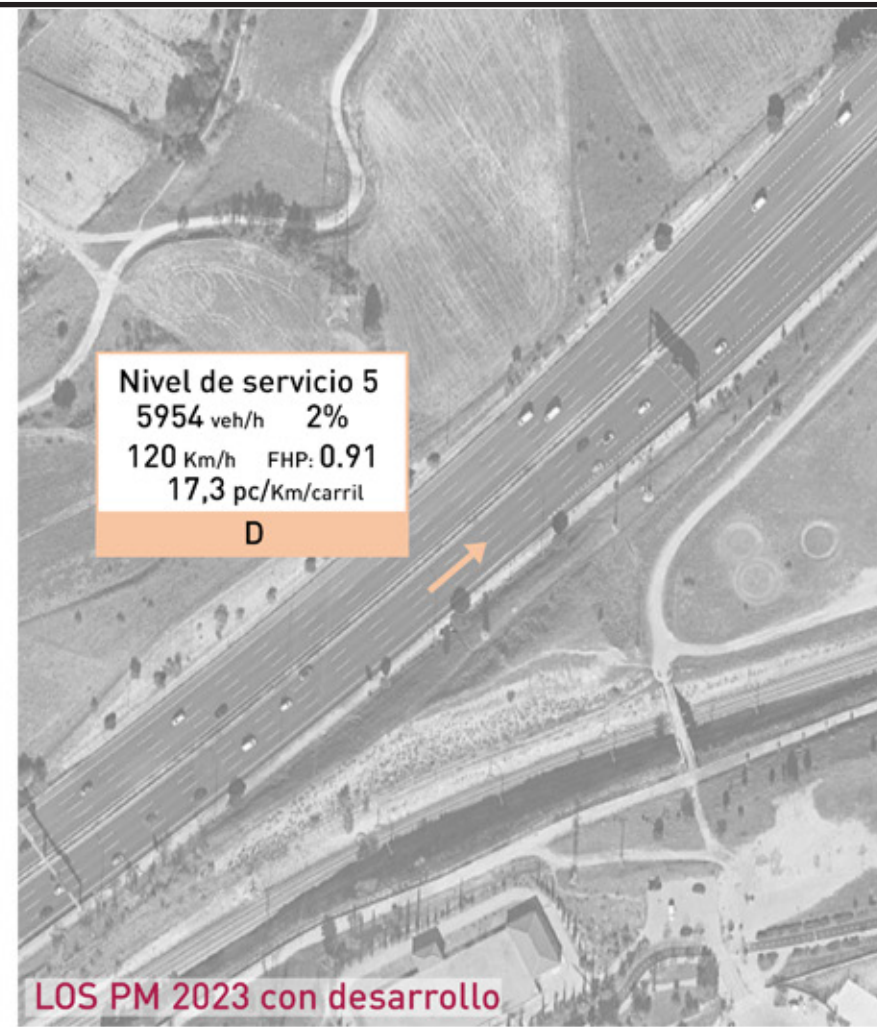 Nivel de servicio 5
5954 veh/h 2%
120 Km/h FHP: 0.91
17,3 pc/Km/carril
D
LOS PM 2023 con desarrollo